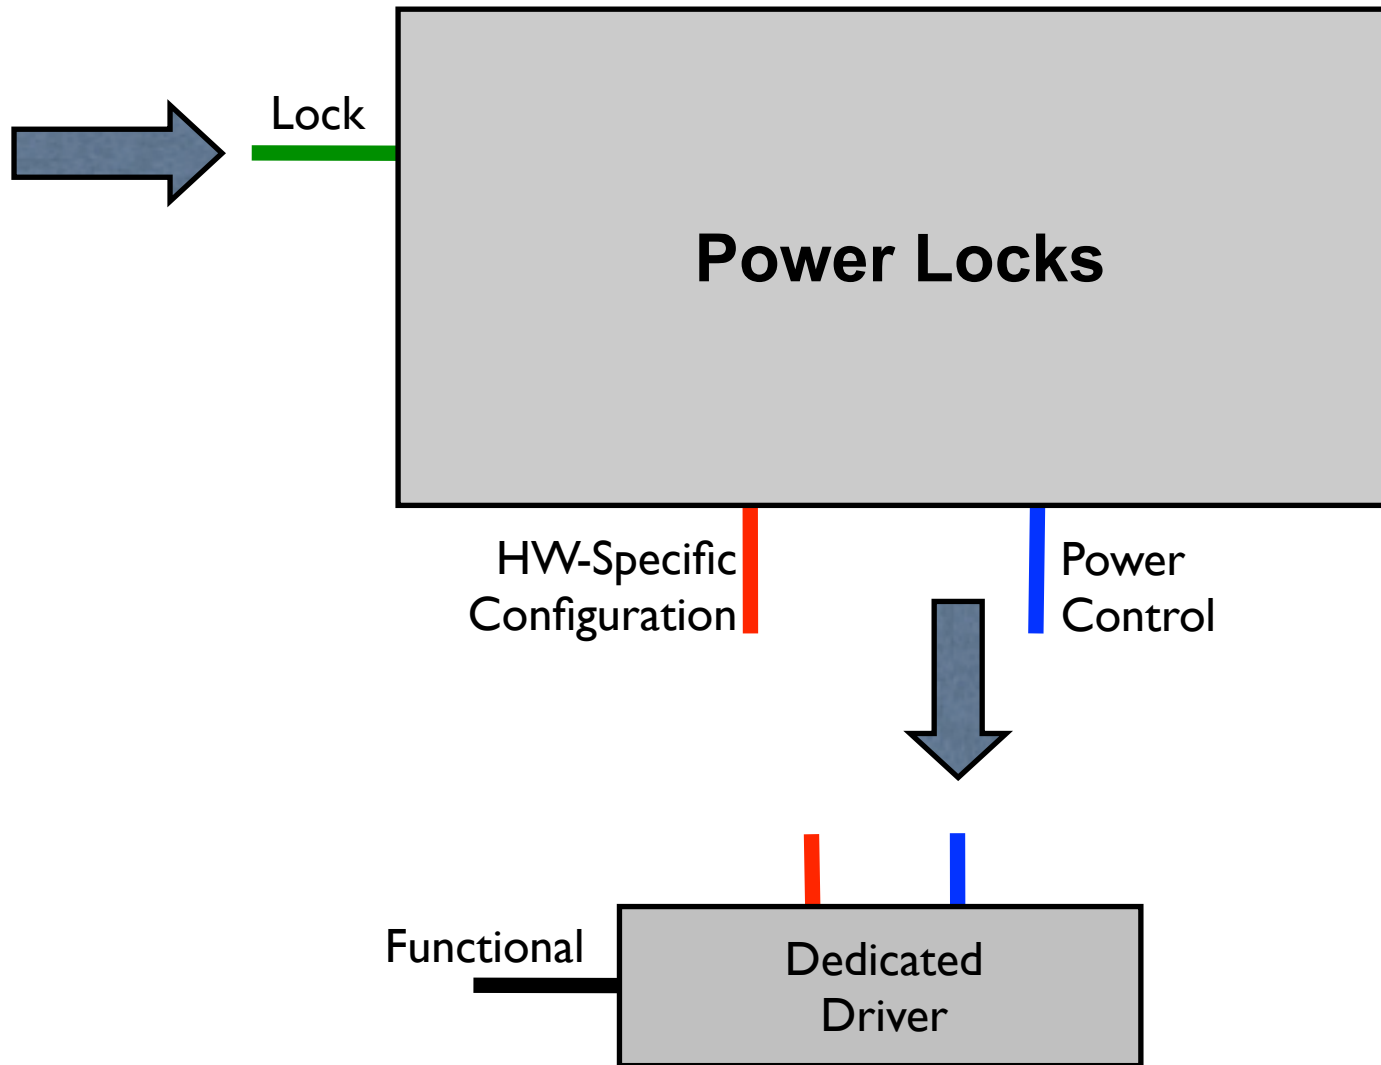 Lock
Power Locks
HW-Specific
Configuration
Power
Control
Functional
Dedicated
Driver